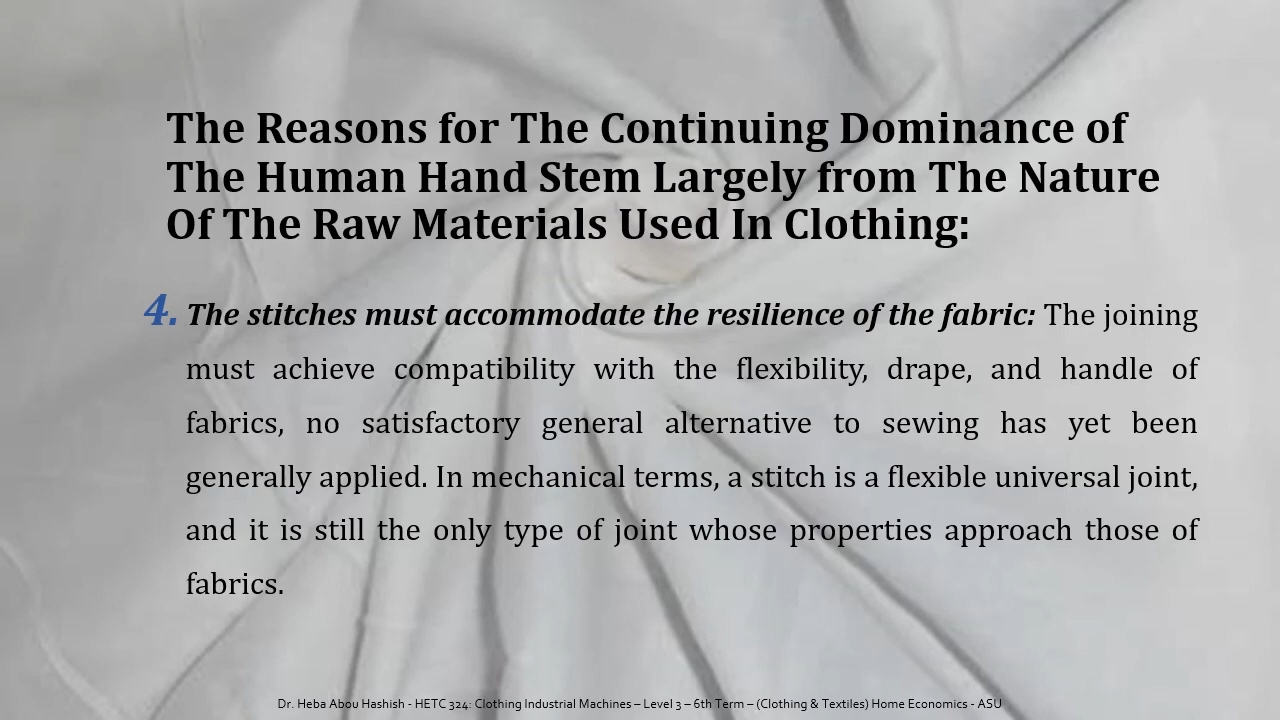 The Reasons for The Continuing Dominance of
The Human Hand Stem Largely from The Nature
Of The Raw Materials Used In Clothing:
4. The stitches must accommodate the resilience of the fabric: The joining
must achieve compatibility with the flexibility, drape, and handle of
fabrics, no satisfactory general alternative to sewing has yet been
generally applied. In mechanical terms, a stitch is a flexible universal joint,
and it is still the only type of joint whose properties approach those of
fabrics.
Dr. Heba Abou Hashish - HETC 324: Clothing Industrial Machines – Level 3 – 6th Term – (Clothing & Textiles) Home Economics - ASU